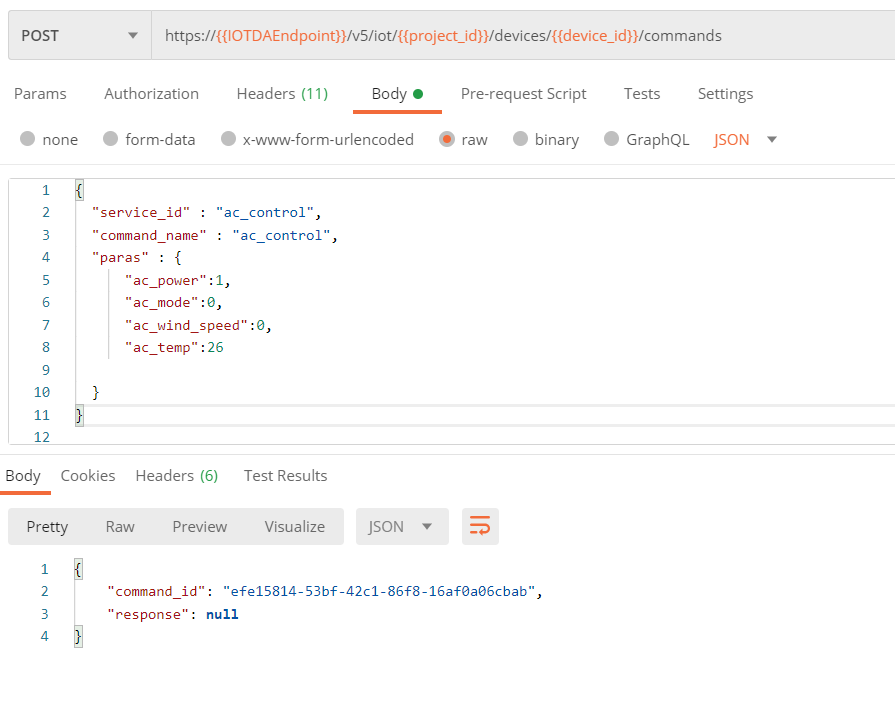 POST https://{{IOTDAEndpoint}}/v5/iot/{{project_id}}/devices/{{device_id}}/commands
Params Authorization Headers (11) Body Pre-request Script Tests Settings
none form-data x-www-form-urlencoded raw binary GraphQL JSON
1 {
2 "service_id" : "ac_control",
3 "command_name" : "ac_control",
4 "paras" : {
5 "ac_power":1,
6 "ac_mode":0,
7 "ac_wind_speed":0,
8 "ac_temp":26
9
10 }
11 }
12
Body Cookies Headers (6) Test Results
Pretty Raw Preview Visualize JSON
1 {
2 "command_id": "efe15814-53bf-42c1-86f8-16af0a06cbab",
3 "response": null
4 }